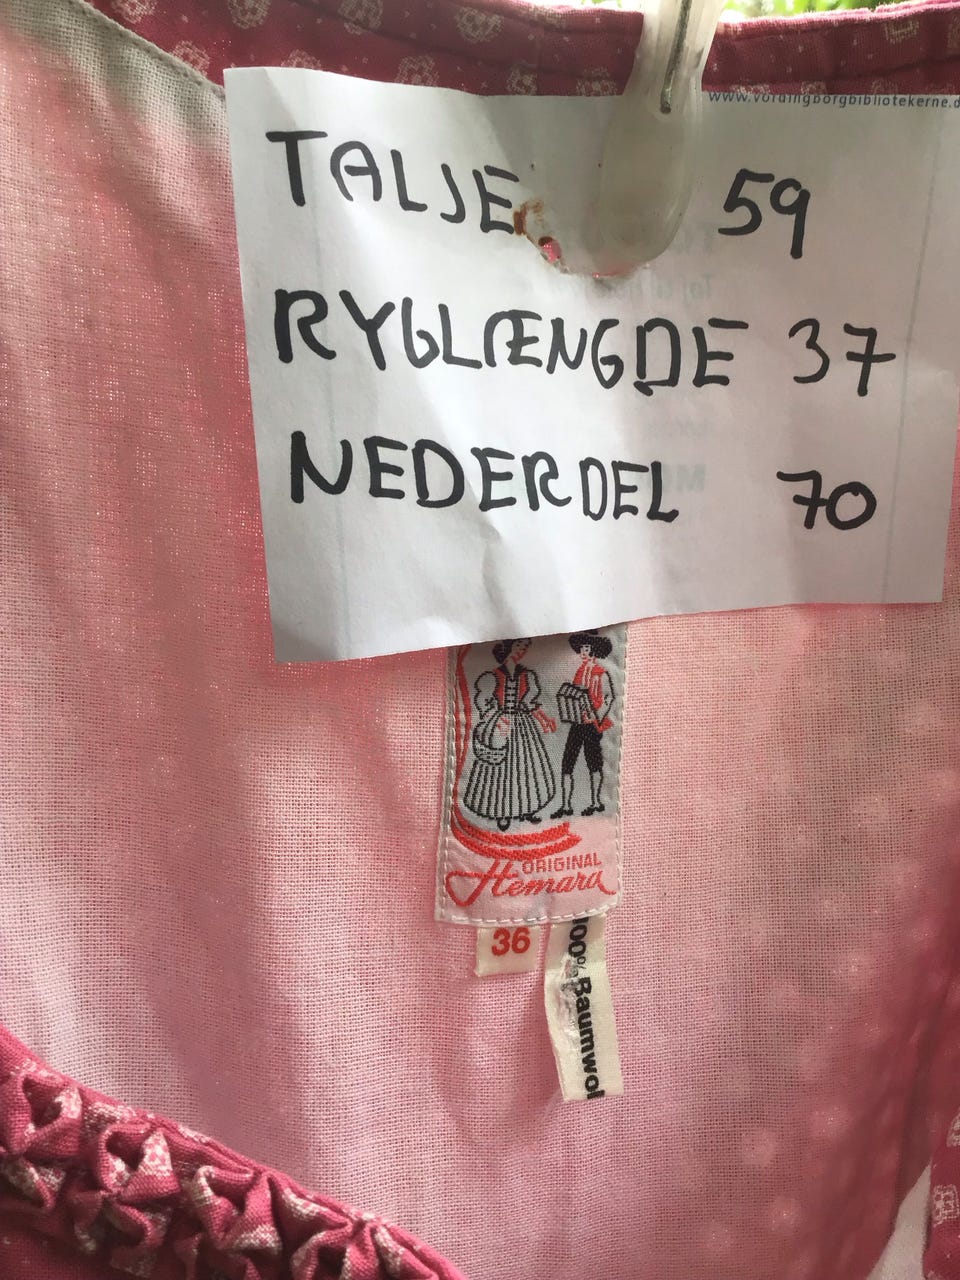 www.vordingborgbibliotekerne.d
TALJE 59
RYGLÆNGDE 37
NEDERDEL 70
ORIGINAL
Hemara
36
100% Baumwol